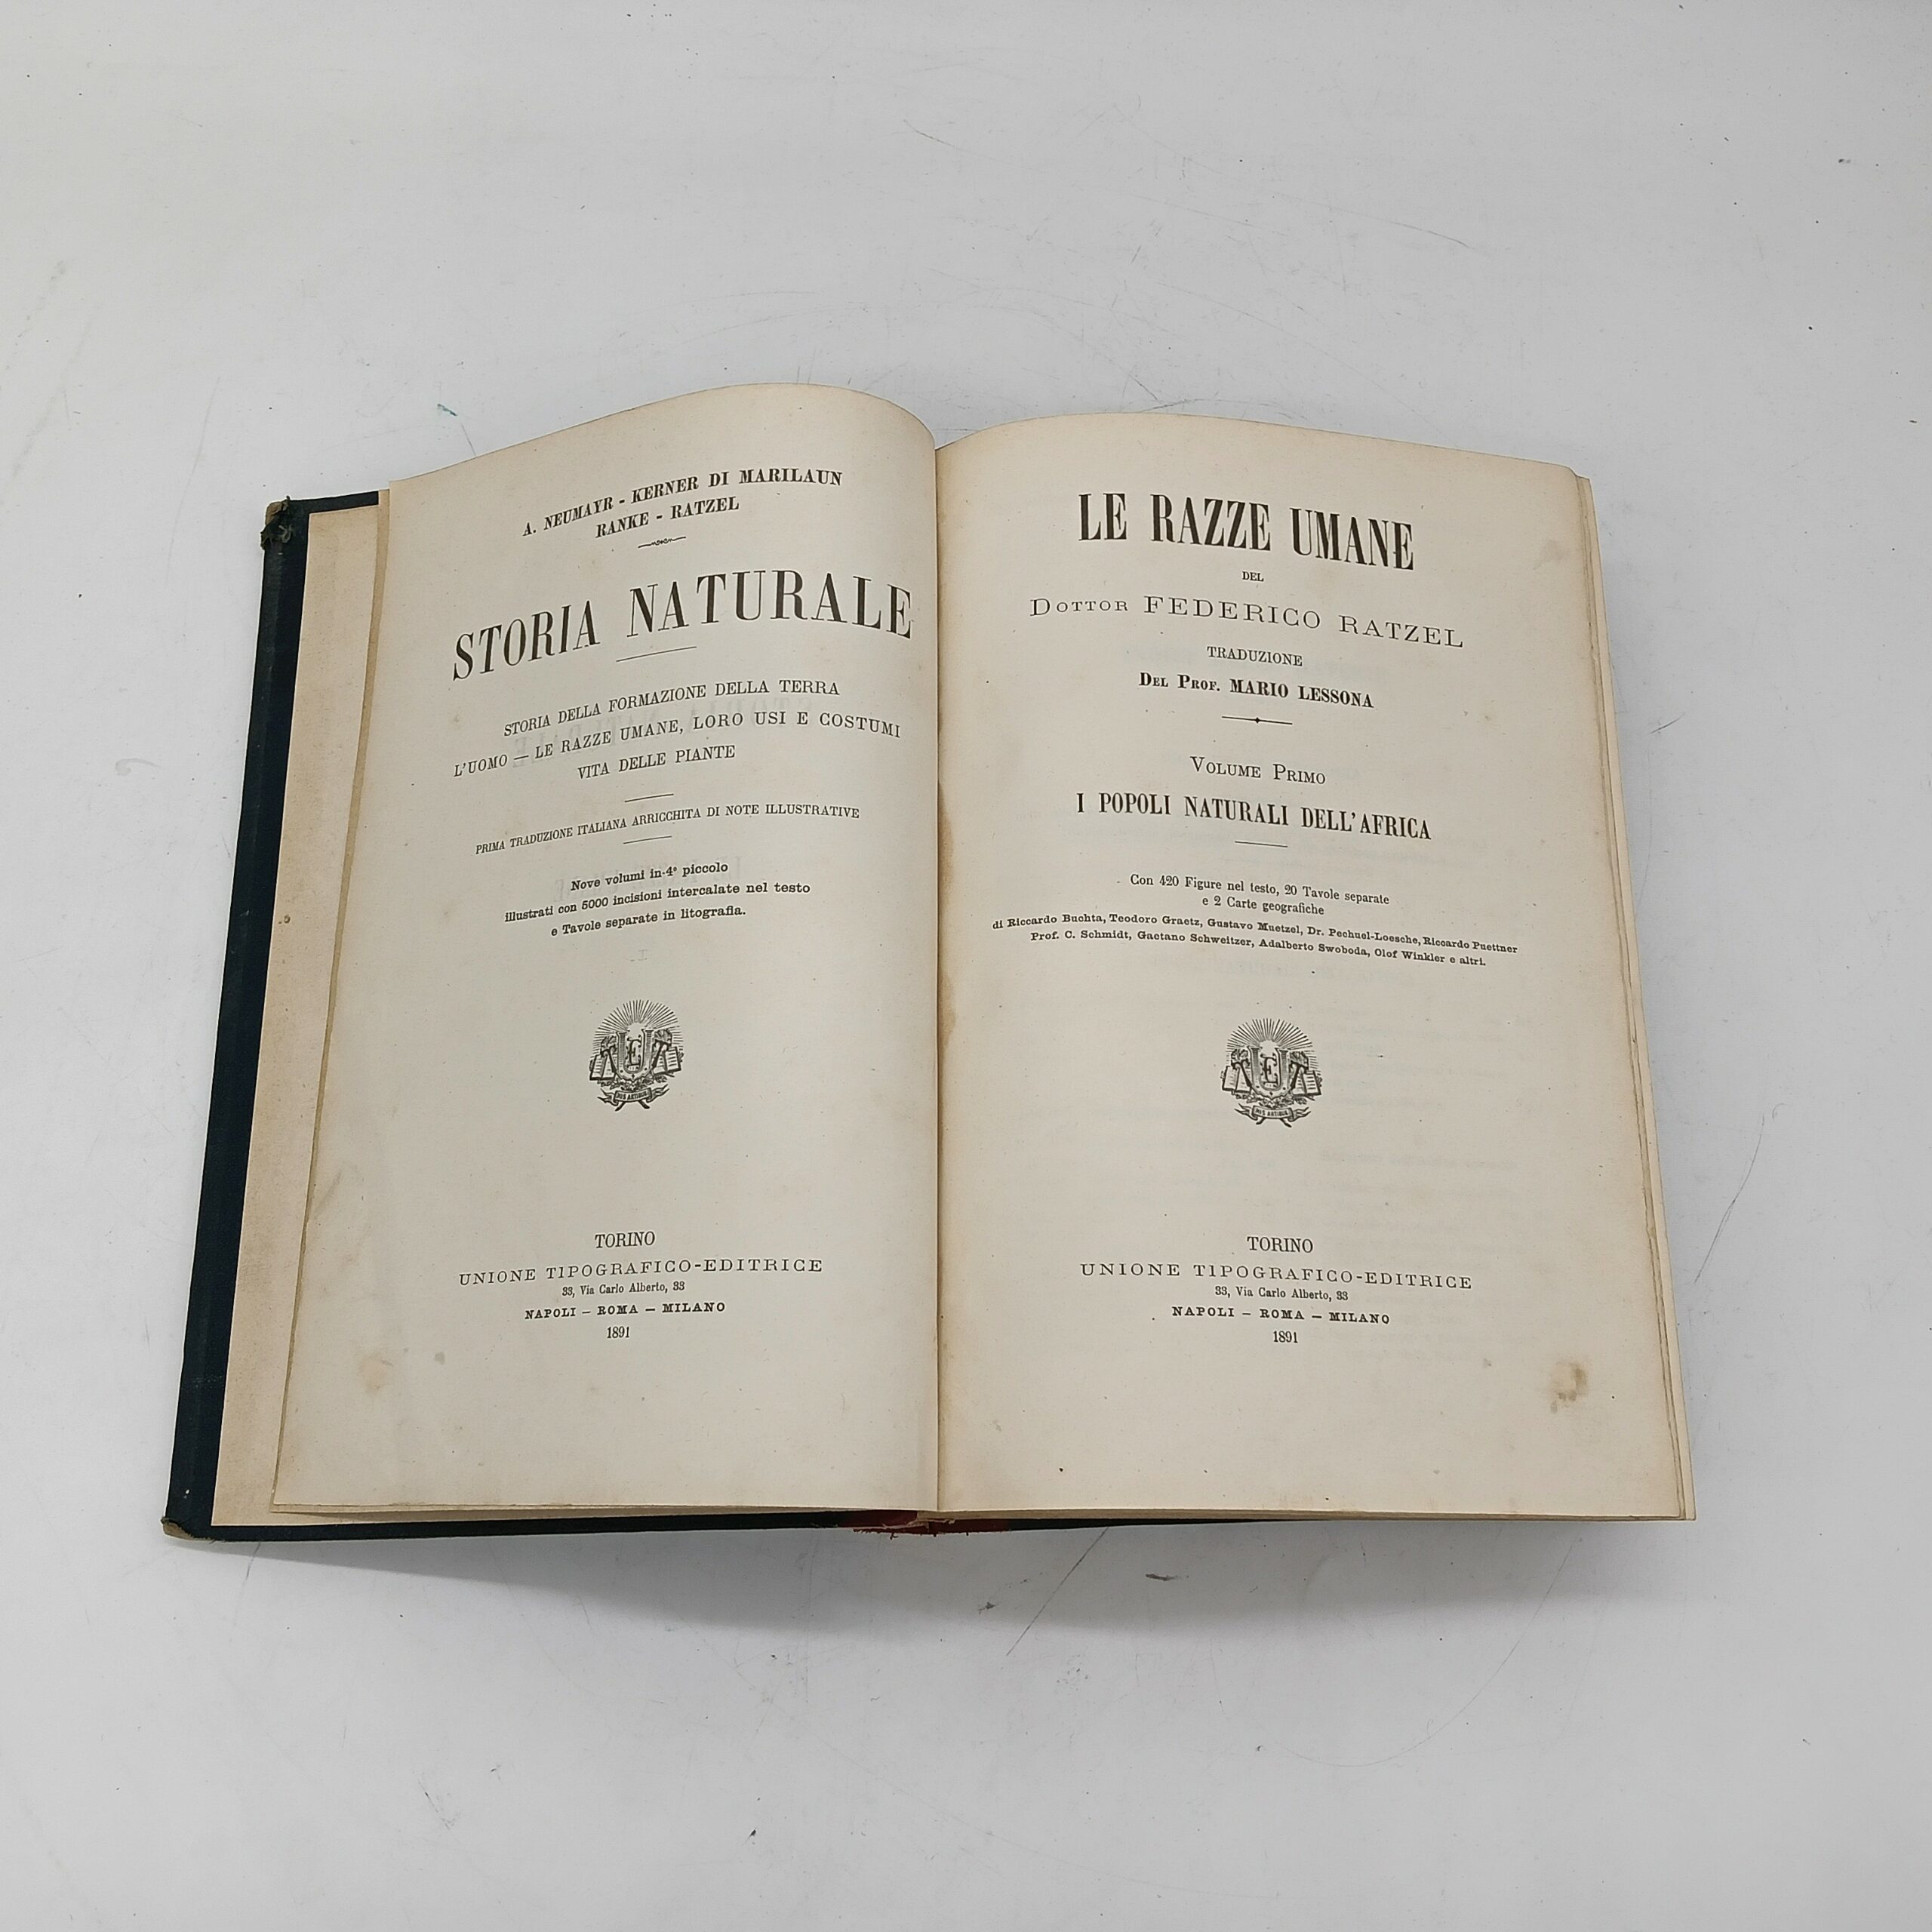 A. NEUMAYR - KERNER DI MARILAUN
RANKE - RATZEL
STORIA NATURALE
STORIA DELLA FORMAZIONE DELLA TERRA
L'UOMO — LE RAZZE UMANE, LORO USI E COSTUMI
VITA DELLE PIANTE
PRIMA TRADUZIONE ITALIANA ARRICCHITA DI NOTE ILLUSTRATIVE
Nove volumi in-4° piccolo
illustrati con 5000 incisioni intercalate nel testo
e Tavole separate in litografia.
UTET
TORINO
UNIONE TIPOGRAFICO-EDITRICE
33, Via Carlo Alberto, 33
NAPOLI — ROMA — MILANO
1891
LE RAZZE UMANE
DEL
DOTTOR FEDERICO RATZEL
TRADUZIONE
DEL PROF. MARIO LESSONA
VOLUME PRIMO
I POPOLI NATURALI DELL'AFRICA
Con 420 Figure nel testo, 20 Tavole separate
e 2 Carte geografiche
di Riccardo Buchta, Teodoro Graetz, Gustavo Muetzel, Dr. Pechuel-Loesche, Riccardo Puettner
Prof. C. Schmidt, Gaetano Schweitzer, Adalberto Swoboda, Olof Winkler e altri.
UTET
TORINO
UNIONE TIPOGRAFICO-EDITRICE
33, Via Carlo Alberto, 33
NAPOLI — ROMA — MILANO
1891